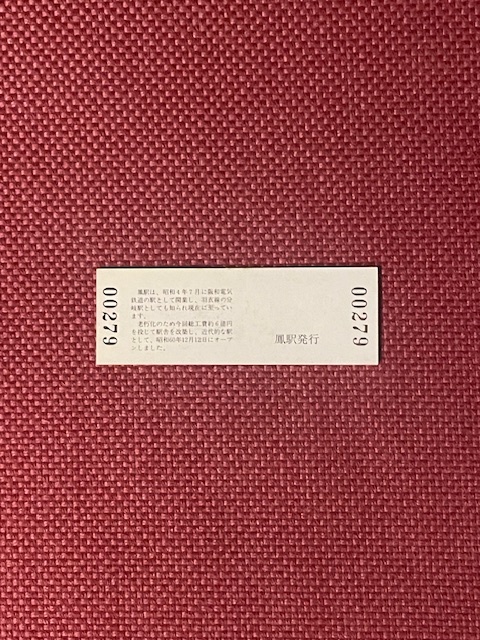 00279
鳳駅は、昭和4年7月に阪和電気
鉄道の駅として開業し、羽衣線の分
岐駅としても知られ現在に至ってい
ます。
老朽化のため今回総工費約6億円
を投じて駅舎を改築し、近代的な駅
として、昭和60年12月12日にオープ
ンしました。
鳳駅発行
00279